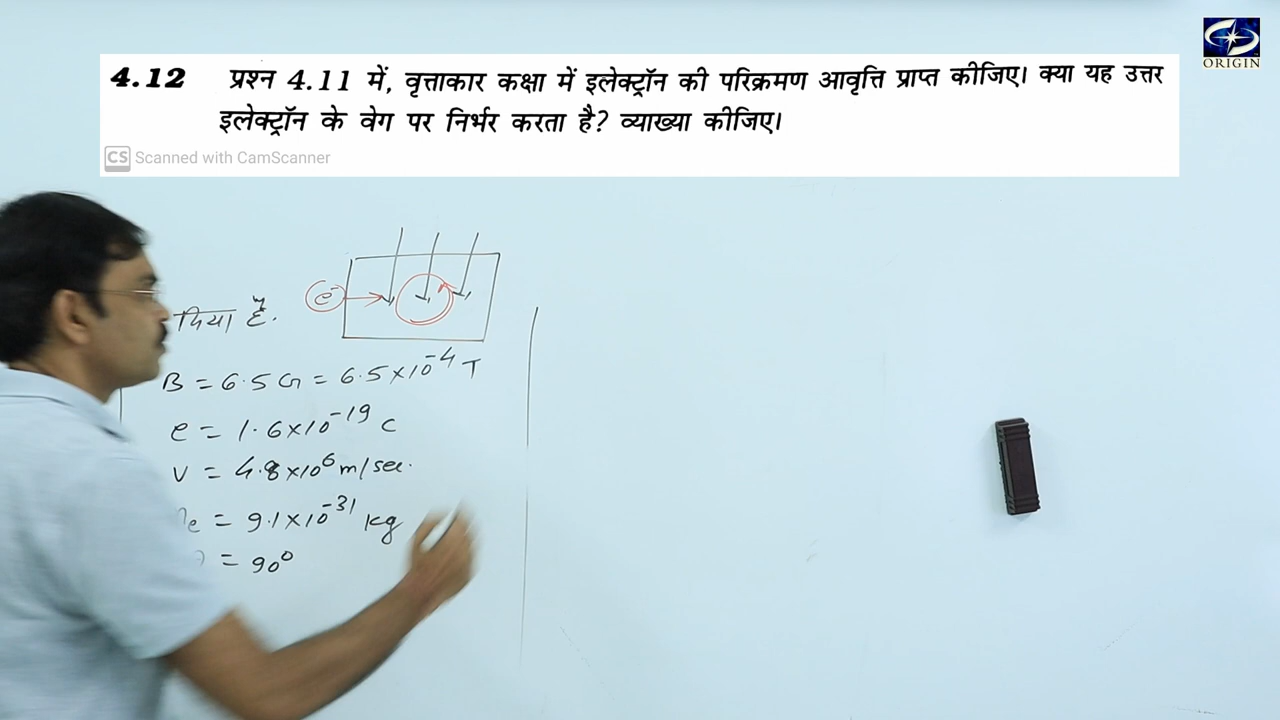 ORIGIN
4.12 प्रश्न 4.11 में, वृत्ताकार कक्षा में इलेक्ट्रॉन की परिक्रमण आवृत्ति प्राप्त कीजिए। क्या यह उत्तर
इलेक्ट्रॉन के वेग पर निर्भर करता है? व्याख्या कीजिए।
CS Scanned with CamScanner
e⁻
दिया है.
B = 6.5 G = 6.5×10⁻⁴ T
e = 1.6×10⁻¹⁹ C
v = 4.8×10⁶ m/sec.
e = 9.1×10⁻³¹ kg
= 90°